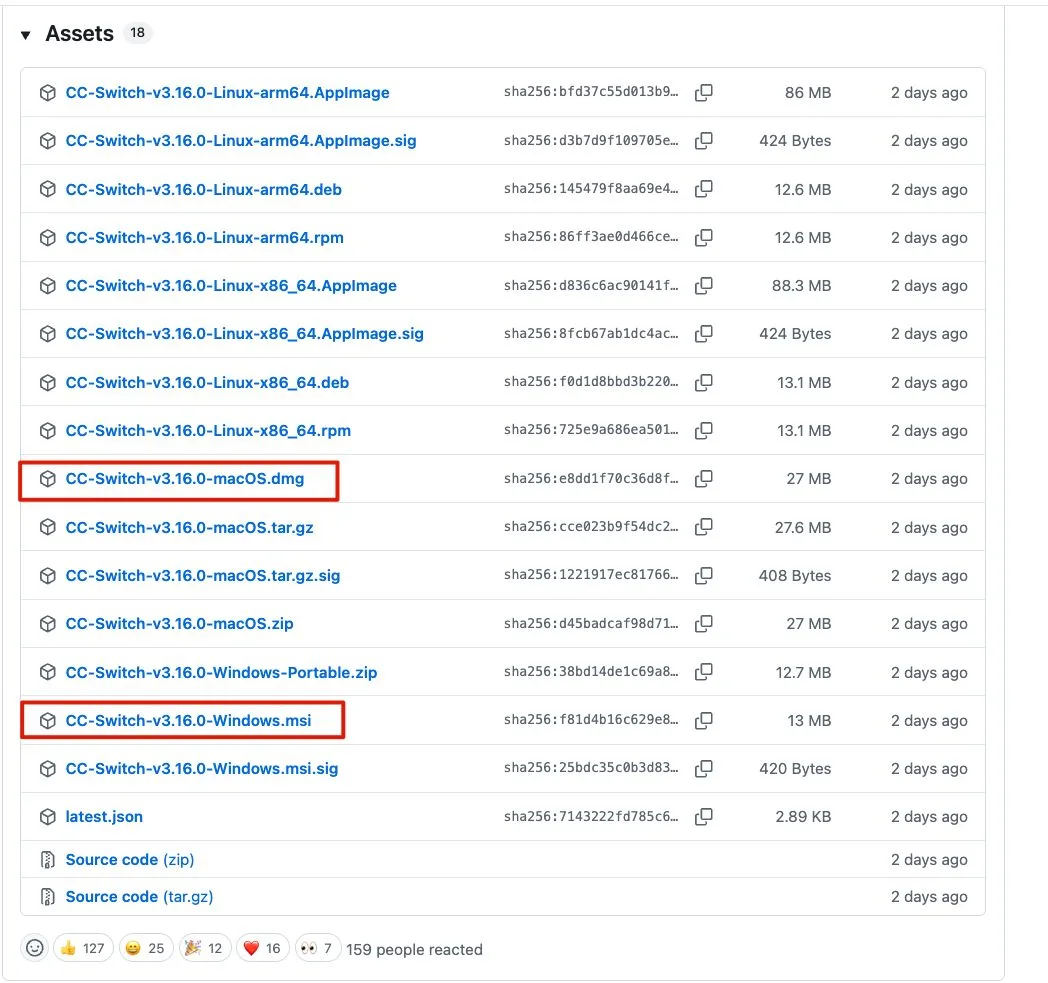 ▼ Assets 18
CC-Switch-v3.16.0-Linux-arm64.AppImage sha256:bfd37c55d013b9… 86 MB 2 days ago
CC-Switch-v3.16.0-Linux-arm64.AppImage.sig sha256:d3b7d9f109705e… 424 Bytes 2 days ago
CC-Switch-v3.16.0-Linux-arm64.deb sha256:145479f8aa69e4… 12.6 MB 2 days ago
CC-Switch-v3.16.0-Linux-arm64.rpm sha256:86ff3ae0d466ce… 12.6 MB 2 days ago
CC-Switch-v3.16.0-Linux-x86_64.AppImage sha256:d836c6ac90141f… 88.3 MB 2 days ago
CC-Switch-v3.16.0-Linux-x86_64.AppImage.sig sha256:8fcb67ab1dc4ac… 424 Bytes 2 days ago
CC-Switch-v3.16.0-Linux-x86_64.deb sha256:f0d1d8bbd3b220… 13.1 MB 2 days ago
CC-Switch-v3.16.0-Linux-x86_64.rpm sha256:725e9a686ea501… 13.1 MB 2 days ago
CC-Switch-v3.16.0-macOS.dmg sha256:e8dd1f70c36d8f… 27 MB 2 days ago
CC-Switch-v3.16.0-macOS.tar.gz sha256:cce023b9f54dc2… 27.6 MB 2 days ago
CC-Switch-v3.16.0-macOS.tar.gz.sig sha256:1221917ec81766… 408 Bytes 2 days ago
CC-Switch-v3.16.0-macOS.zip sha256:d45badcaf98d71… 27 MB 2 days ago
CC-Switch-v3.16.0-Windows-Portable.zip sha256:38bd14de1c69a8… 12.7 MB 2 days ago
CC-Switch-v3.16.0-Windows.msi sha256:f81d4b16c629e8… 13 MB 2 days ago
CC-Switch-v3.16.0-Windows.msi.sig sha256:25bdc35c0b3d83… 420 Bytes 2 days ago
latest.json sha256:7143222fd785c6… 2.89 KB 2 days ago
Source code (zip) 2 days ago
Source code (tar.gz) 2 days ago
👍 127 😄 25 🎉 12 ❤️ 16 👀 7 159 people reacted